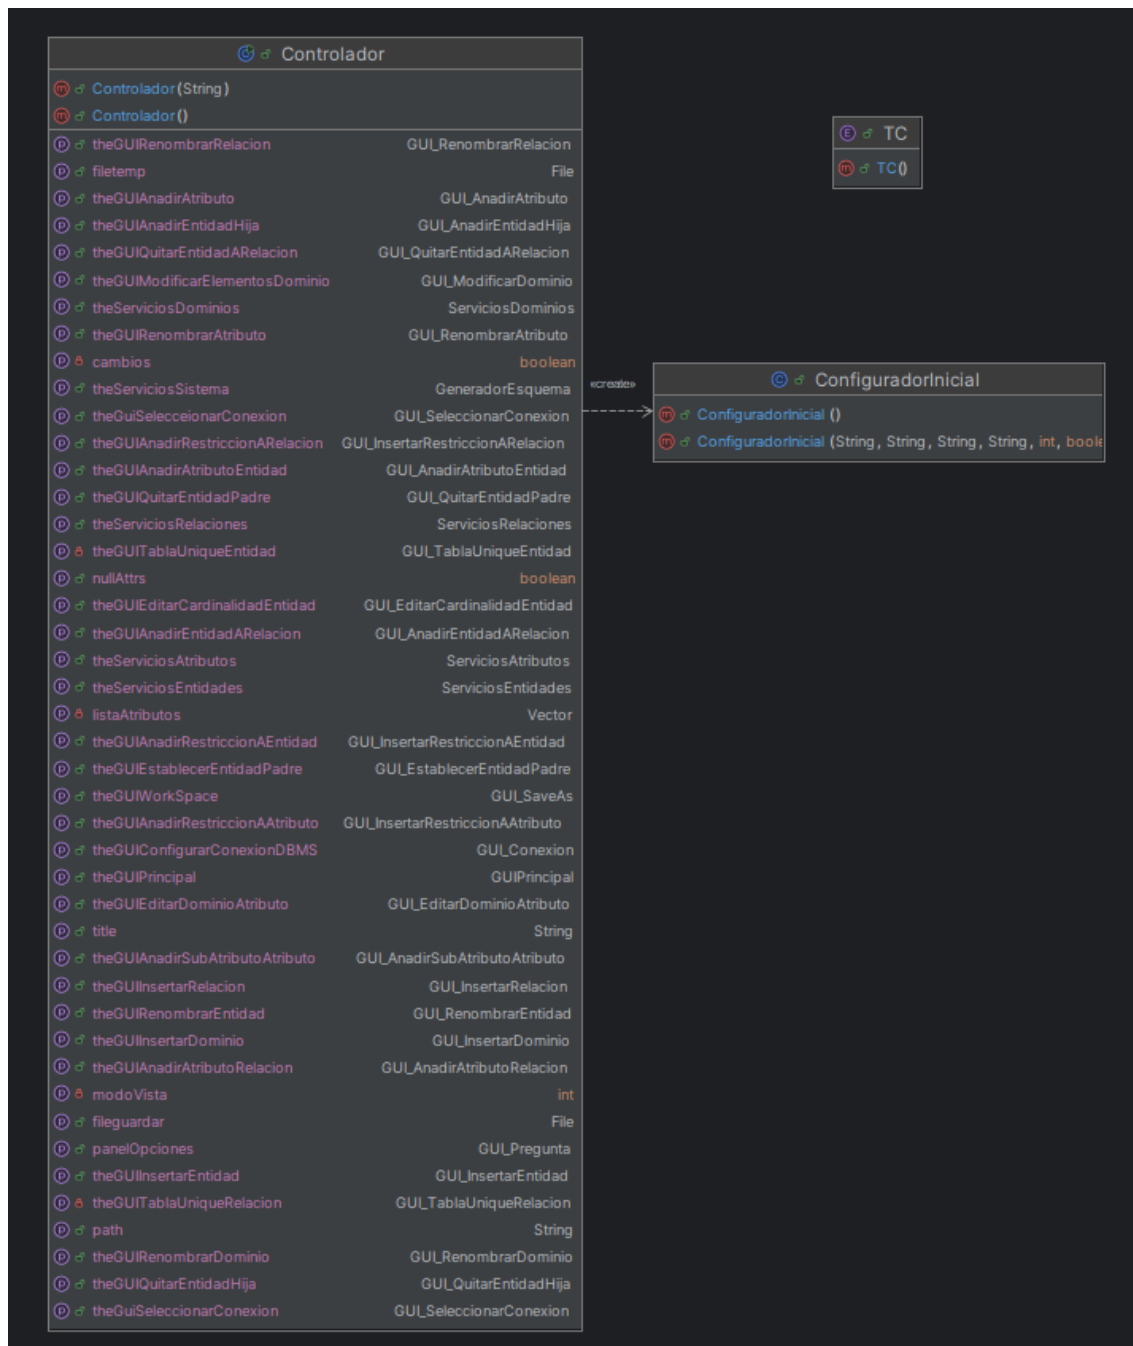 Controlador
Controlador(String)
Controlador()
theGUIRenombrarRelacion GUI_RenombrarRelacion
filetemp File
theGUIAnadirAtributo GUI_AnadirAtributo
theGUIAnadirEntidadHija GUI_AnadirEntidadHija
theGUIQuitarEntidadARelacion GUI_QuitarEntidadARelacion
theGUIModificarElementosDominio GUI_ModificarDominio
theServiciosDominios ServiciosDominios
theGUIRenombrarAtributo GUI_RenombrarAtributo
cambios boolean
theServiciosSistema GeneradorEsquema
theGuiSelecceionarConexion GUI_SeleccionarConexion
theGUIAnadirRestriccionARelacion GUI_InsertarRestriccionARelacion
theGUIAnadirAtributoEntidad GUI_AnadirAtributoEntidad
theGUIQuitarEntidadPadre GUI_QuitarEntidadPadre
theServiciosRelaciones ServiciosRelaciones
theGUITablaUniqueEntidad GUI_TablaUniqueEntidad
nullAttrs boolean
theGUIEditarCardinalidadEntidad GUI_EditarCardinalidadEntidad
theGUIAnadirEntidadARelacion GUI_AnadirEntidadARelacion
theServiciosAtributos ServiciosAtributos
theServiciosEntidades ServiciosEntidades
listaAtributos Vector
theGUIAnadirRestriccionAEntidad GUI_InsertarRestriccionAEntidad
theGUIEstablecerEntidadPadre GUI_EstablecerEntidadPadre
theGUIWorkSpace GUI_SaveAs
theGUIAnadirRestriccionAAtributo GUI_InsertarRestriccionAAtributo
theGUIConfigurarConexionDBMS GUI_Conexion
theGUIPrincipal GUIPrincipal
theGUIEditarDominioAtributo GUI_EditarDominioAtributo
title String
theGUIAnadirSubAtributoAtributo GUI_AnadirSubAtributoAtributo
theGUIInsertarRelacion GUI_InsertarRelacion
theGUIRenombrarEntidad GUI_RenombrarEntidad
theGUIInsertarDominio GUI_InsertarDominio
theGUIAnadirAtributoRelacion GUI_AnadirAtributoRelacion
modoVista int
fileguardar File
panelOpciones GUI_Pregunta
theGUIInsertarEntidad GUI_InsertarEntidad
theGUITablaUniqueRelacion GUI_TablaUniqueRelacion
path String
theGUIRenombrarDominio GUI_RenombrarDominio
theGUIQuitarEntidadHija GUI_QuitarEntidadHija
theGuiSeleccionarConexion GUI_SeleccionarConexion
«create»
TC
TC()
ConfiguradorInicial
ConfiguradorInicial ()
ConfiguradorInicial (String, String, String, String, int, boole